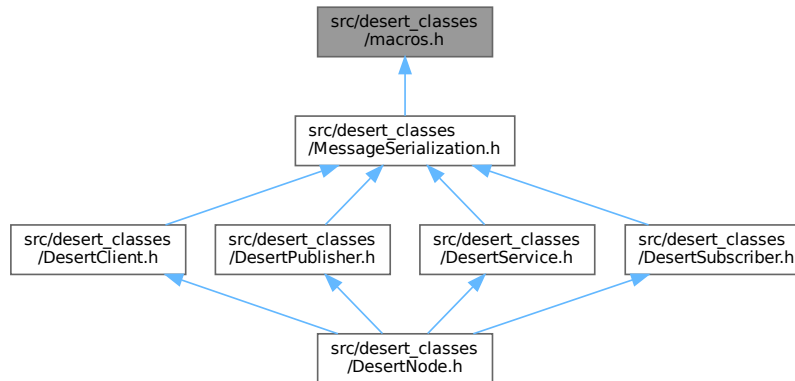 src/desert_classes
/macros.h
src/desert_classes
/MessageSerialization.h
src/desert_classes
/DesertClient.h
src/desert_classes
/DesertPublisher.h
src/desert_classes
/DesertService.h
src/desert_classes
/DesertSubscriber.h
src/desert_classes
/DesertNode.h